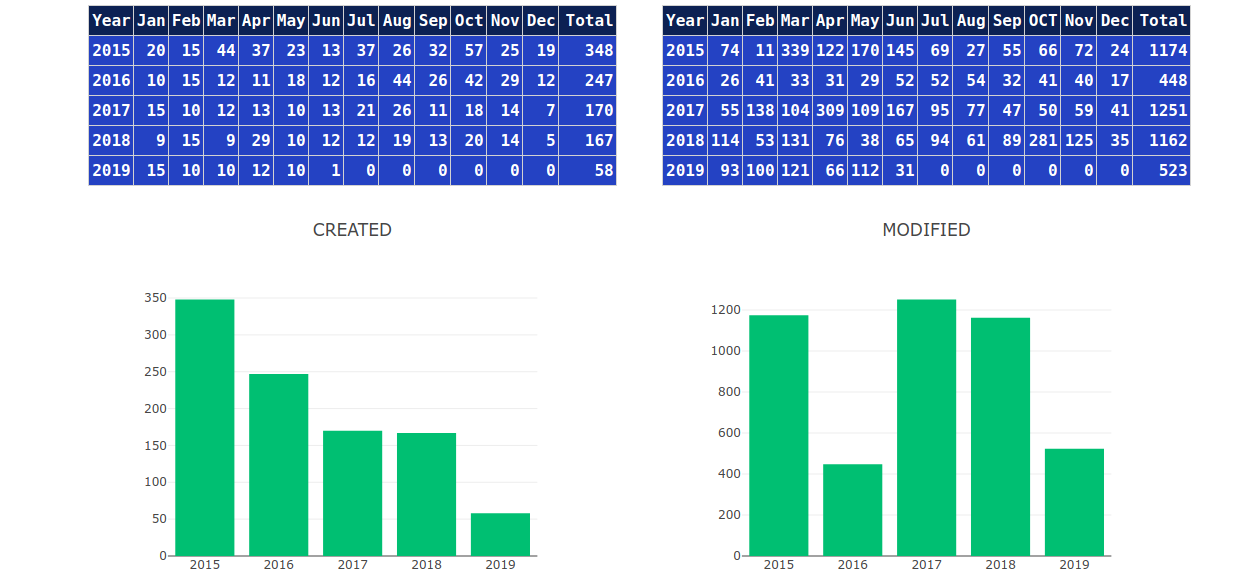 Year Jan Feb Mar Apr May Jun Jul Aug Sep Oct Nov Dec Total
2015 20 15 44 37 23 13 37 26 32 57 25 19 348
2016 10 15 12 11 18 12 16 44 26 42 29 12 247
2017 15 10 12 13 10 13 21 26 11 18 14 7 170
2018 9 15 9 29 10 12 12 19 13 20 14 5 167
2019 15 10 10 12 10 1 0 0 0 0 0 0 58
Year Jan Feb Mar Apr May Jun Jul Aug Sep OCT Nov Dec Total
2015 74 11 339 122 170 145 69 27 55 66 72 24 1174
2016 26 41 33 31 29 52 52 54 32 41 40 17 448
2017 55 138 104 309 109 167 95 77 47 50 59 41 1251
2018 114 53 131 76 38 65 94 61 89 281 125 35 1162
2019 93 100 121 66 112 31 0 0 0 0 0 0 523
CREATED
350
300
250
200
150
100
50
0
2015 2016 2017 2018 2019
MODIFIED
1200
1000
800
600
400
200
0
2015 2016 2017 2018 2019